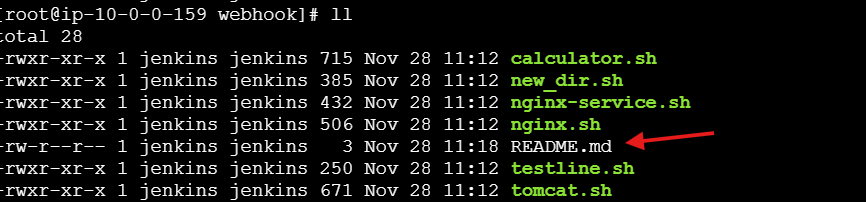 [root@ip-10-0-0-159 webhook]# ll
total 28
-rwxr-xr-x 1 jenkins jenkins 715 Nov 28 11:12 calculator.sh
-rwxr-xr-x 1 jenkins jenkins 385 Nov 28 11:12 new_dir.sh
-rwxr-xr-x 1 jenkins jenkins 432 Nov 28 11:12 nginx-service.sh
-rwxr-xr-x 1 jenkins jenkins 506 Nov 28 11:12 nginx.sh
-rw-r--r-- 1 jenkins jenkins   3 Nov 28 11:18 README.md
-rwxr-xr-x 1 jenkins jenkins 250 Nov 28 11:12 testline.sh
-rwxr-xr-x 1 jenkins jenkins 671 Nov 28 11:12 tomcat.sh